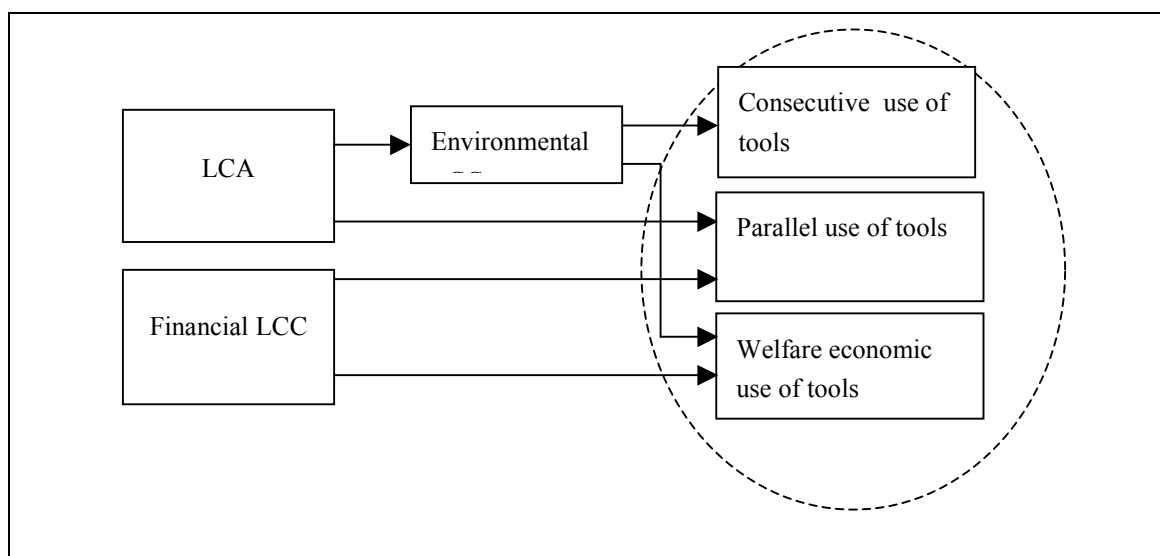 LCA
Environmental
Consecutive use of
tools
Parallel use of tools
Financial LCC
Welfare economic
use of tools